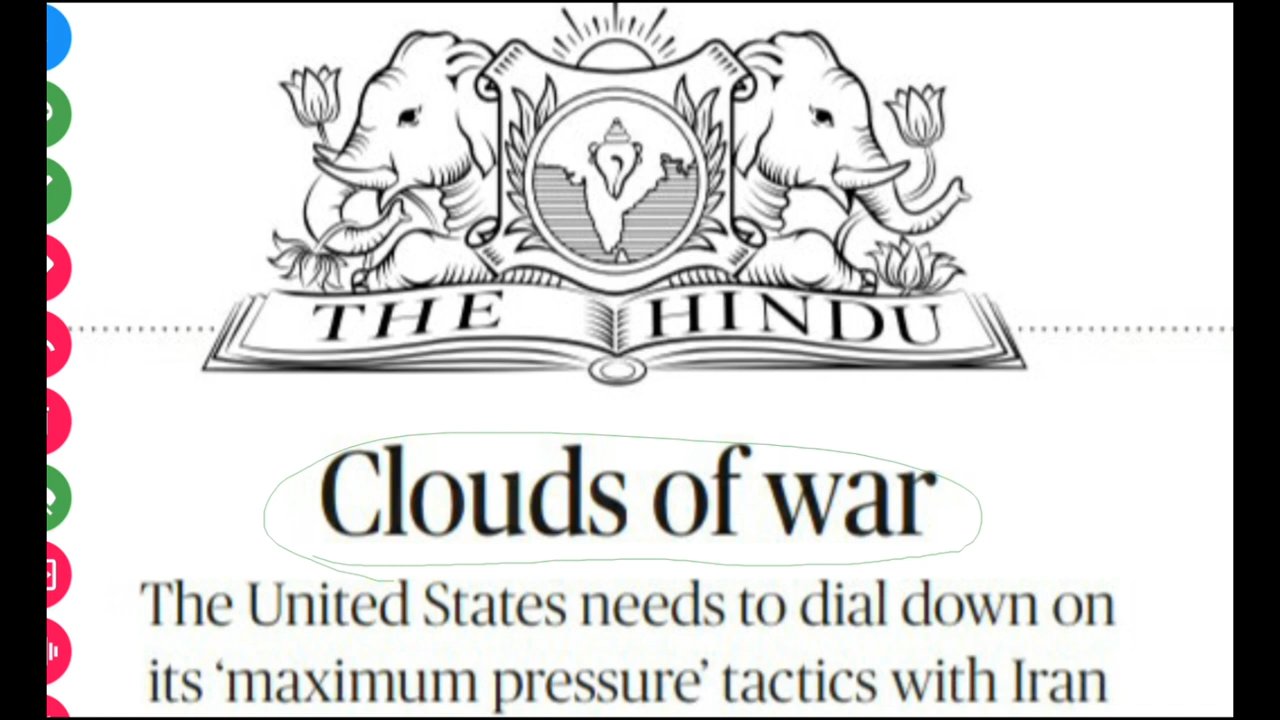 THE HINDU
Clouds of war
The United States needs to dial down on
its ‘maximum pressure’ tactics with Iran